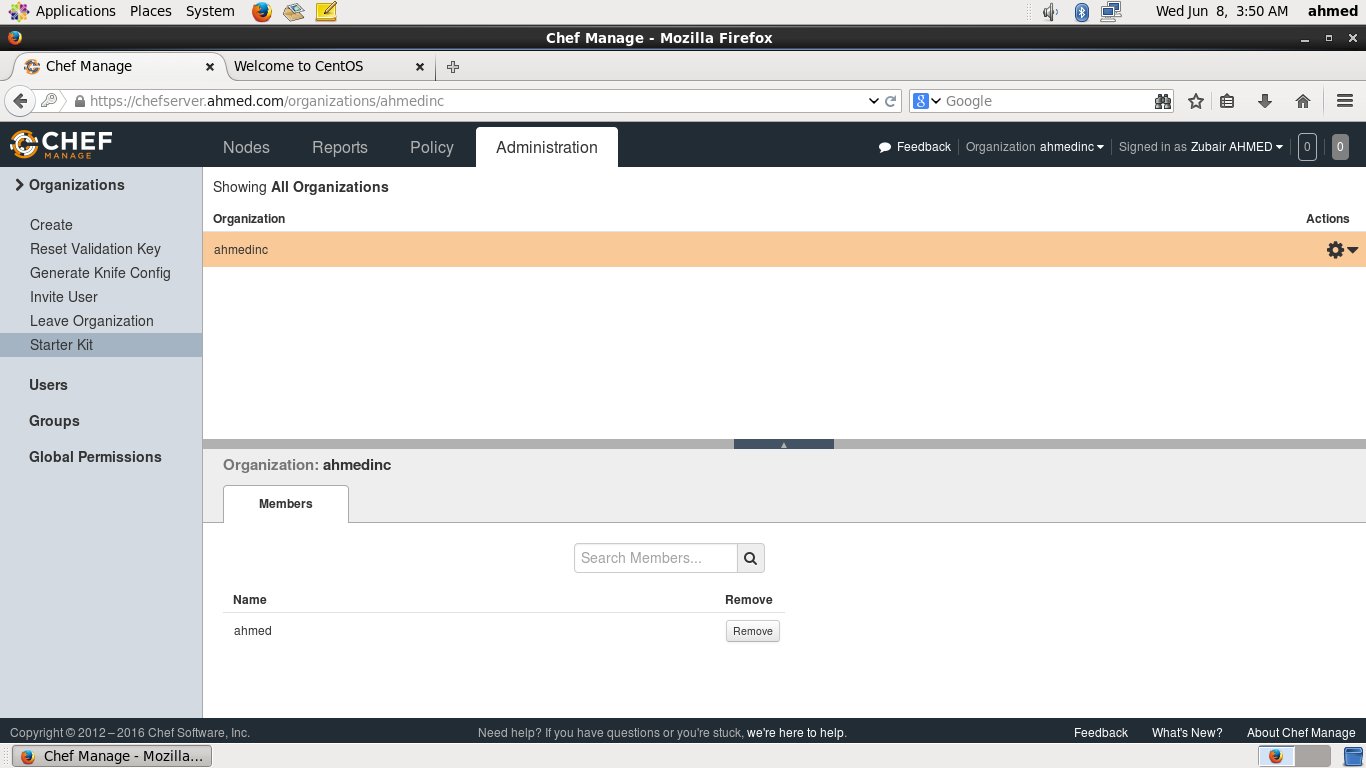 Applications Places System Wed Jun 8, 3:50 AM ahmed
Chef Manage - Mozilla Firefox
Chef Manage Welcome to CentOS
https://chefserver.ahmed.com/organizations/ahmedinc 8 Google
CHEF MANAGE Nodes Reports Policy Administration Feedback Organization ahmedinc Signed in as Zubair AHMED 0 0
Organizations
Create
Reset Validation Key
Generate Knife Config
Invite User
Leave Organization
Starter Kit
Users
Groups
Global Permissions
Showing All Organizations
Organization Actions
ahmedinc
Organization: ahmedinc
Members
Search Members...
Name Remove
ahmed Remove
Copyright © 2012–2016 Chef Software, Inc. Need help? If you have questions or you're stuck, we're here to help. Feedback What's New? About Chef Manage
Chef Manage - Mozilla...